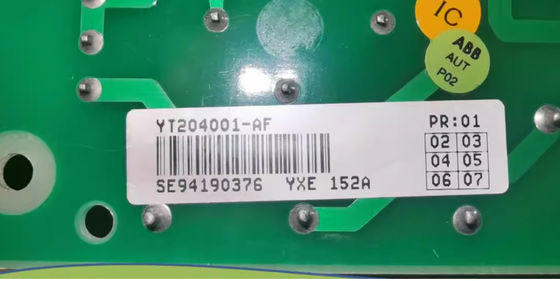 IC
ABB
AUT
P02
YT204001-AF
PR:01
02 03
04 05
06 07
SE94190376 YXE 152A